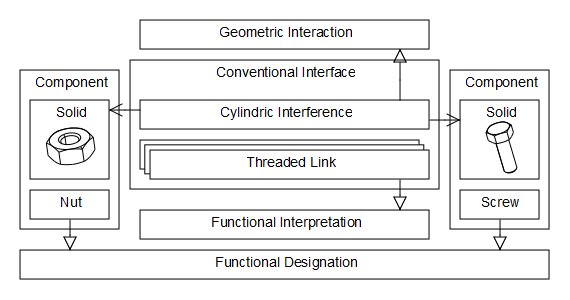 Geometric Interaction
Component
Conventional Interface
Component
Solid
Cylindric Interference
Solid
Threaded Link
Nut
Screw
Functional Interpretation
Functional Designation